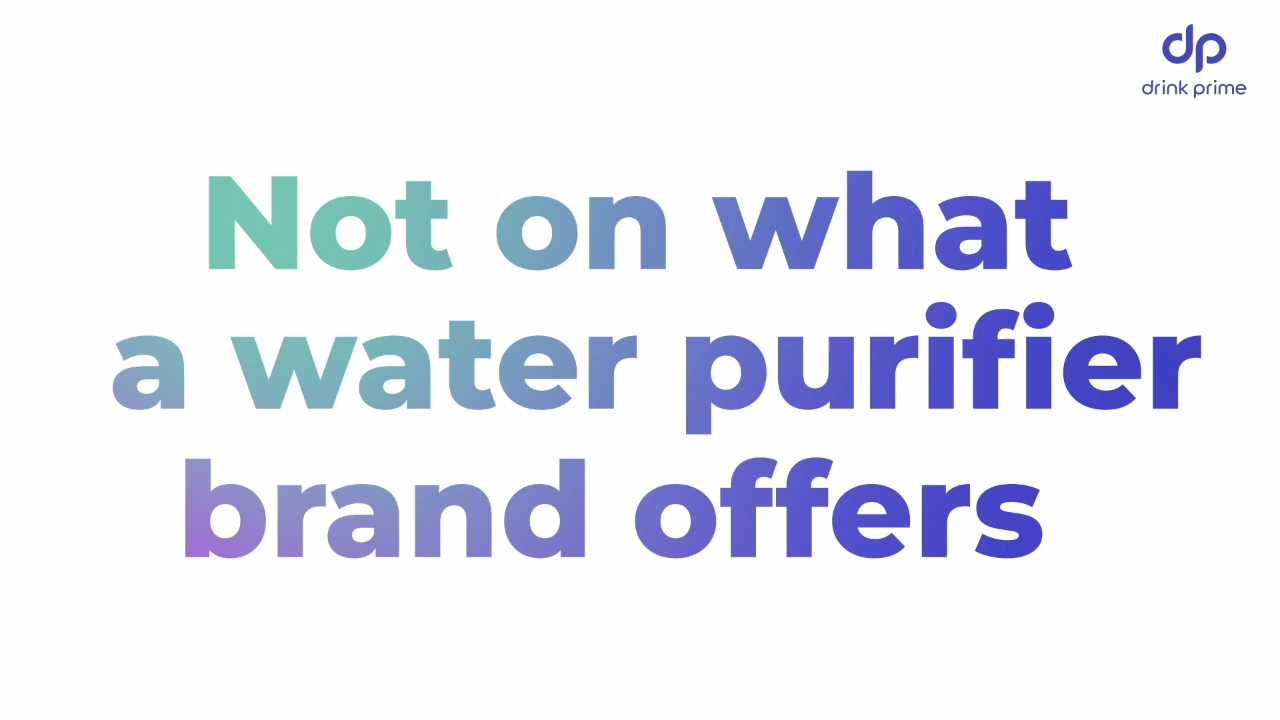 dp
drink prime
Not on what
a water purifier
brand offers